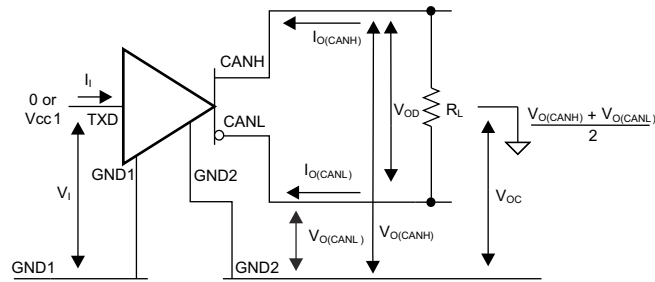 CANH
I_O(CANH)
I_I
0 or
Vcc1
TXD
CANL
V_OD
R_L
V_O(CANH) + V_O(CANL)
2
GND1
GND2
I_O(CANL)
V_I
V_OC
V_O(CANL)
V_O(CANH)
GND1
GND2